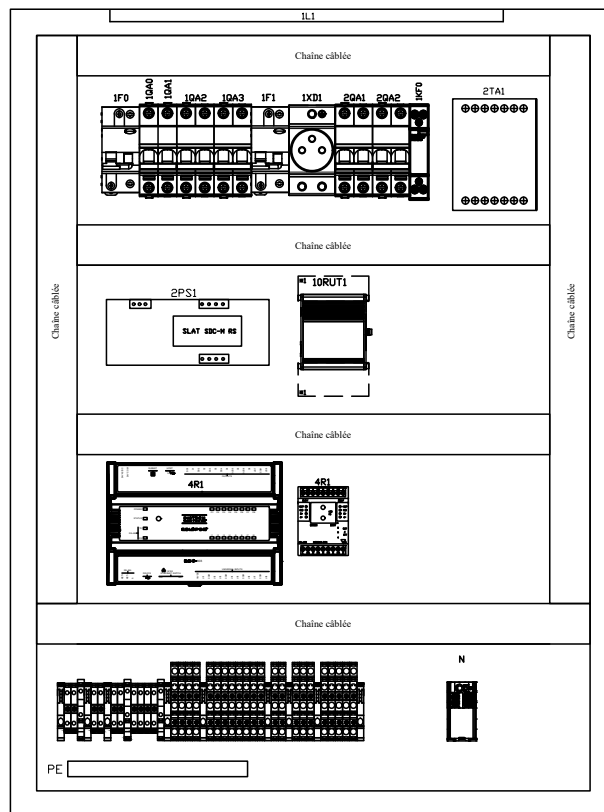 1L1
Chaîne câblée
1F0
1QA0
1QA1
1QA2
1QA3
1F1
1XD1
2QA1
2QA2
1KF0
2TA1
Chaîne câblée
Chaîne câblée
Chaîne câblée
2PS1
10RUT1
SLAT SDC-M RS
Chaîne câblée
4R1
4R1
Chaîne câblée
N
PE